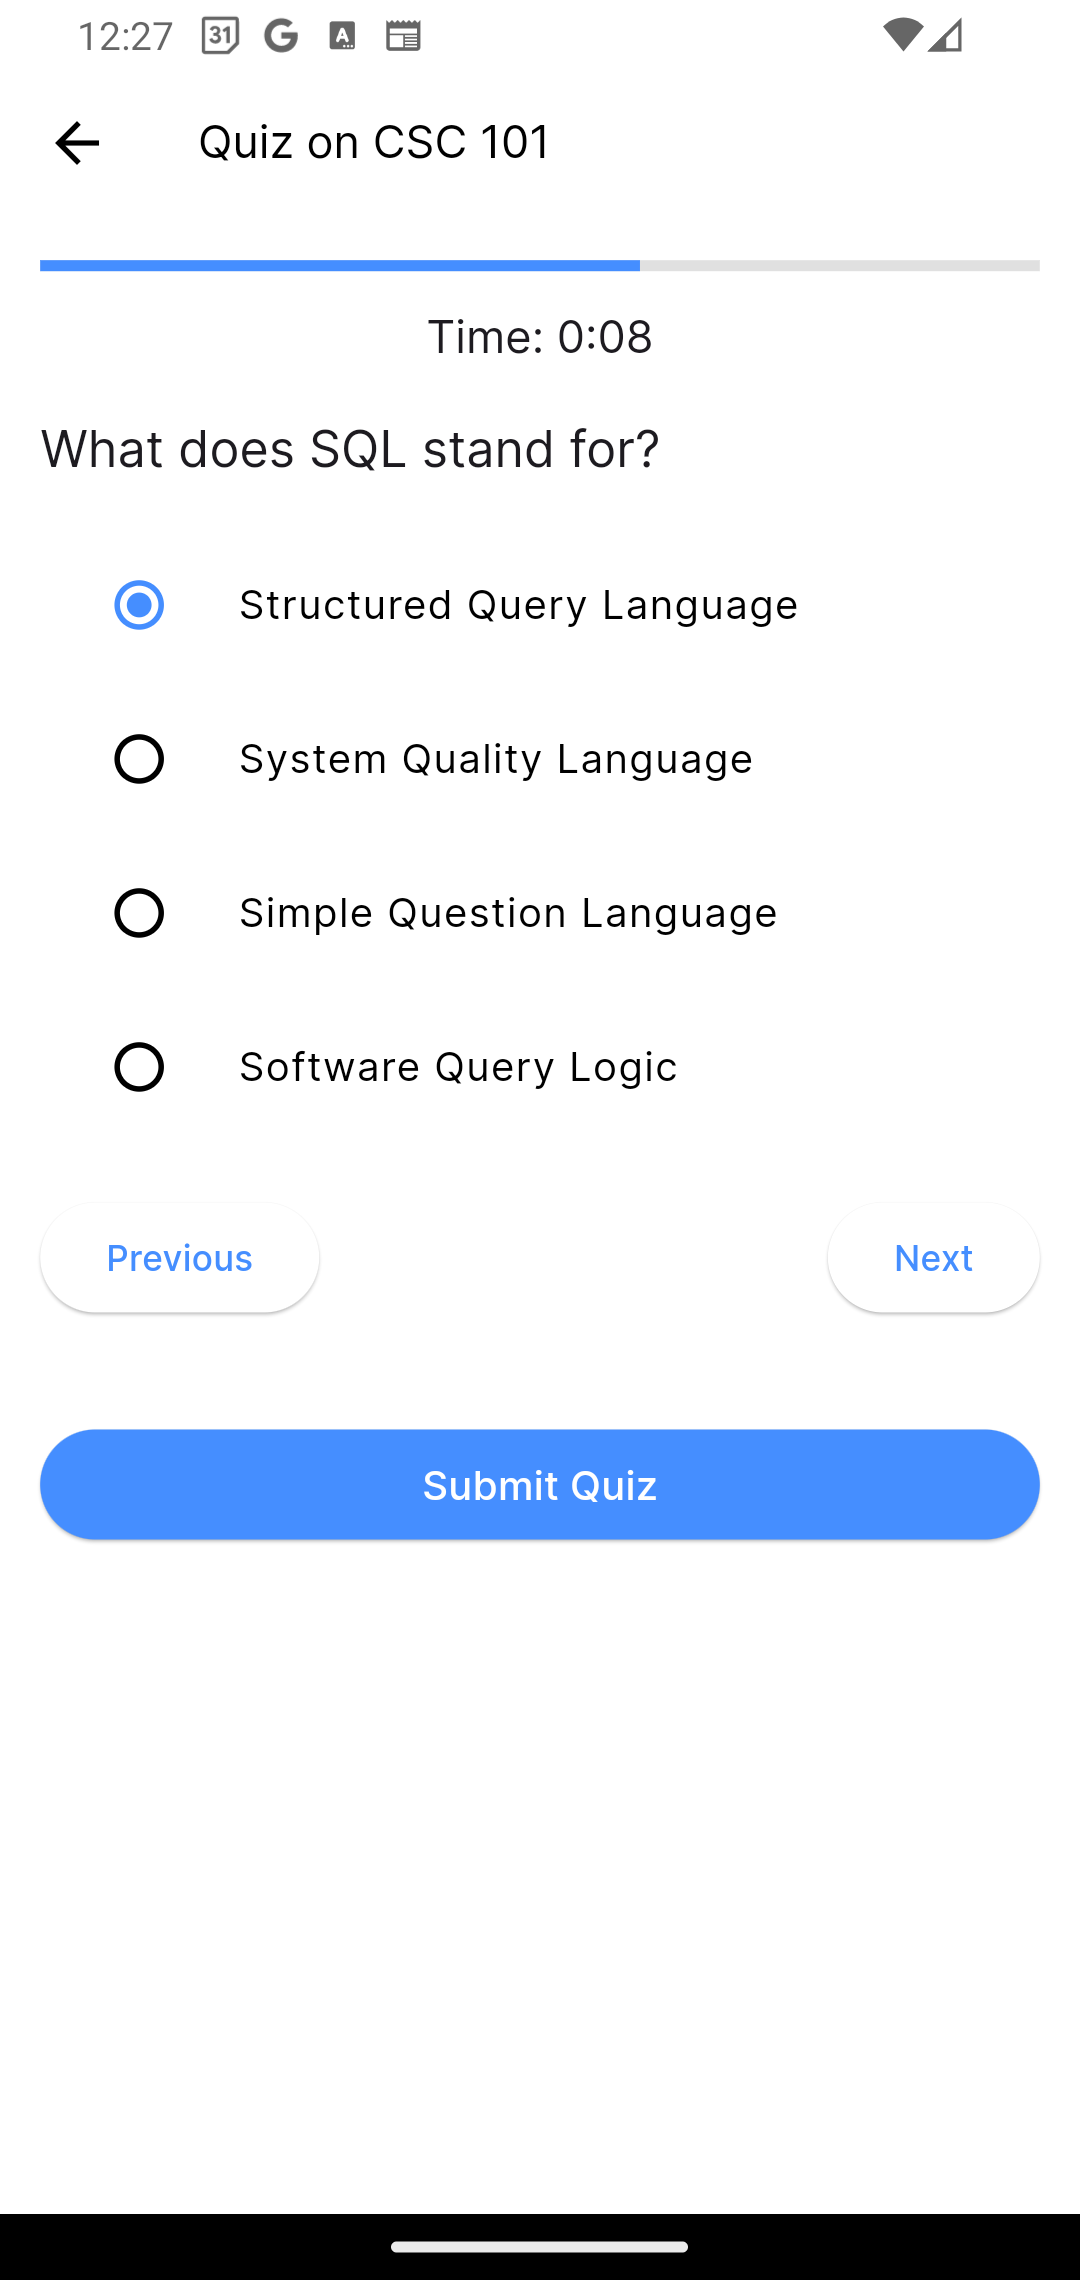 12:27 31 G A
Quiz on CSC 101
Time: 0:08
What does SQL stand for?
Structured Query Language
System Quality Language
Simple Question Language
Software Query Logic
Previous Next
Submit Quiz